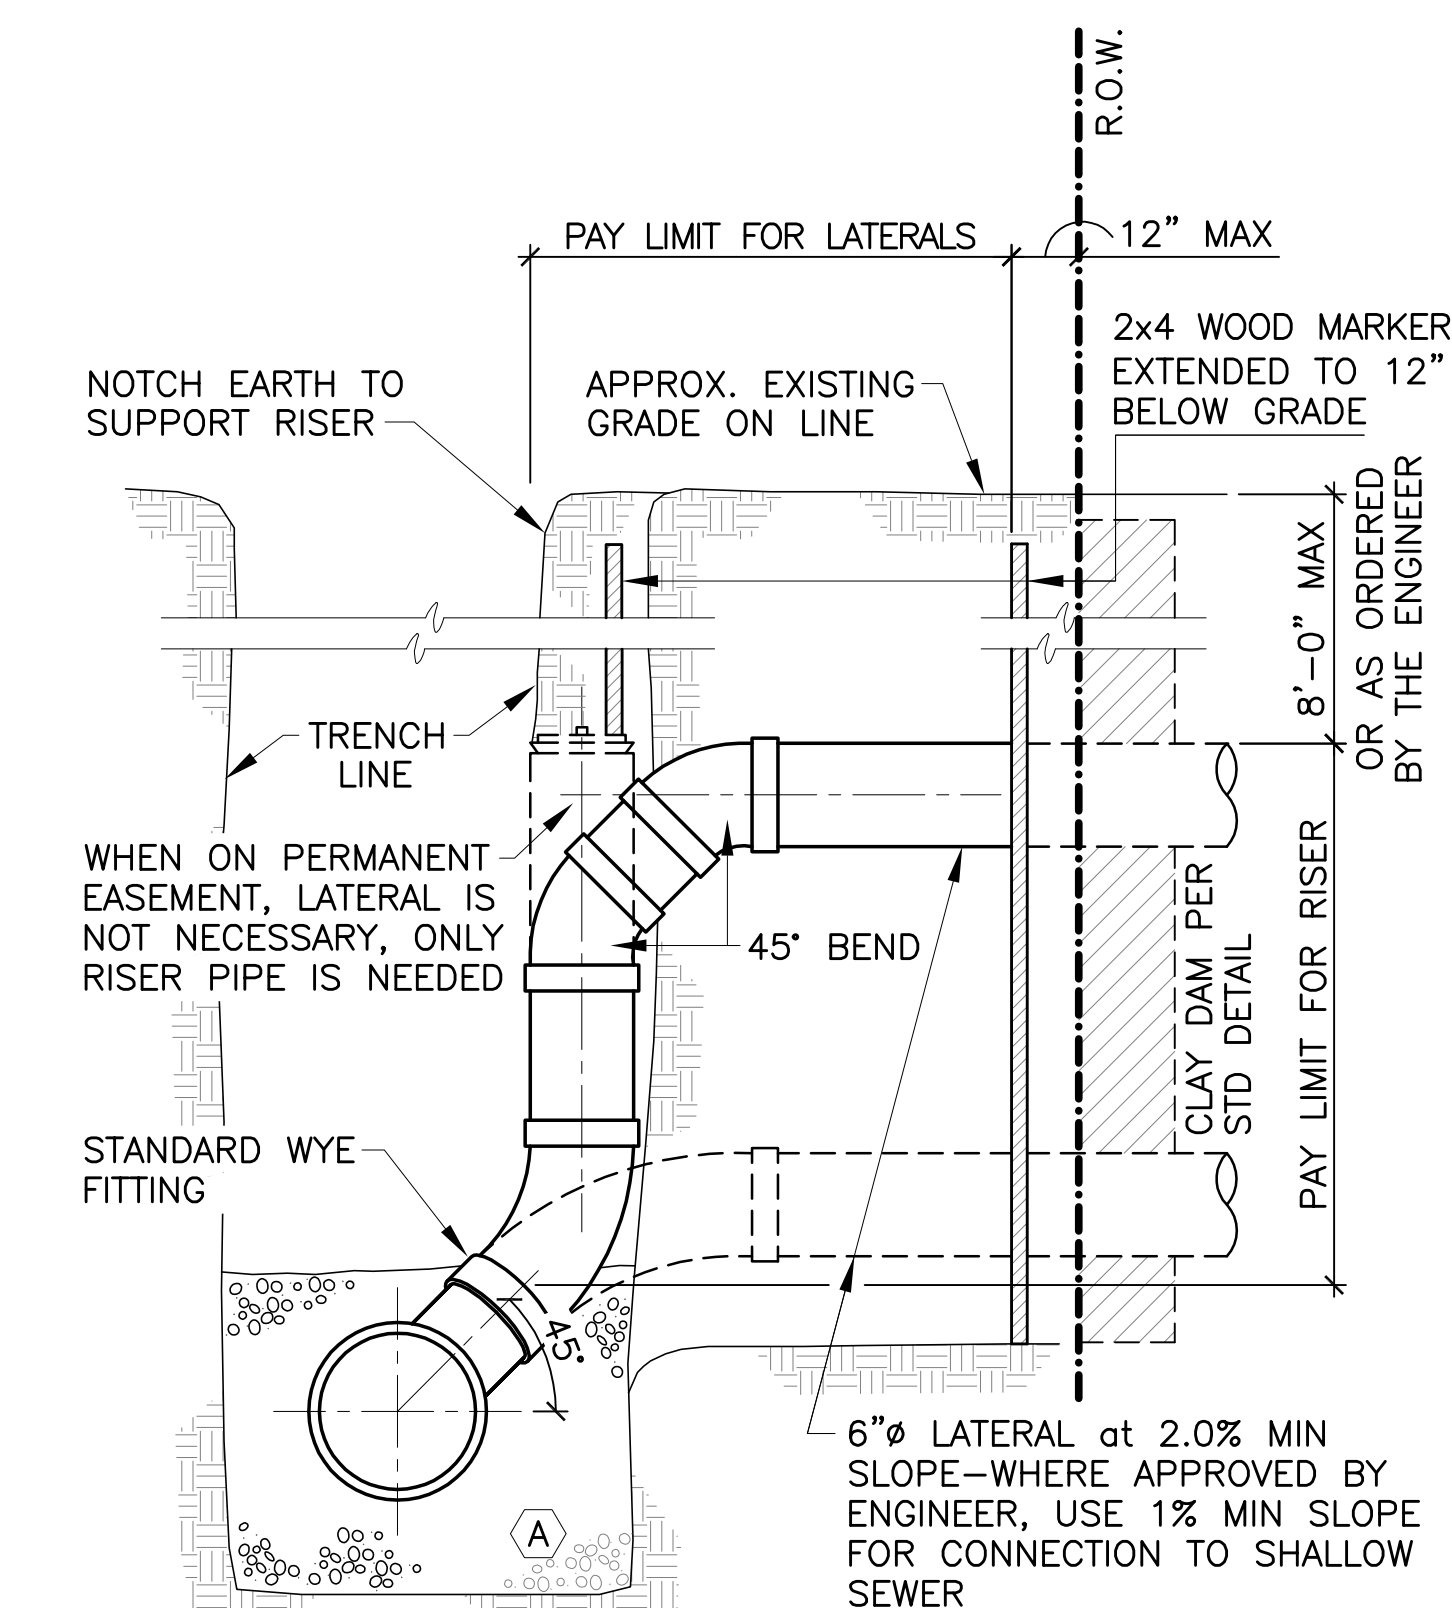 R.O.W.
PAY LIMIT FOR LATERALS
12” MAX
2x4 WOOD MARKER
EXTENDED TO 12”
BELOW GRADE
NOTCH EARTH TO
SUPPORT RISER
APPROX. EXISTING
GRADE ON LINE
8’–0” MAX
OR AS ORDERED
BY THE ENGINEER
TRENCH
LINE
WHEN ON PERMANENT
EASEMENT, LATERAL IS
NOT NECESSARY, ONLY
RISER PIPE IS NEEDED
45° BEND
CLAY DAM PER
STD DETAIL
PAY LIMIT FOR RISER
STANDARD WYE
FITTING
45°
A
6”ø LATERAL at 2.0% MIN
SLOPE–WHERE APPROVED BY
ENGINEER, USE 1% MIN SLOPE
FOR CONNECTION TO SHALLOW
SEWER